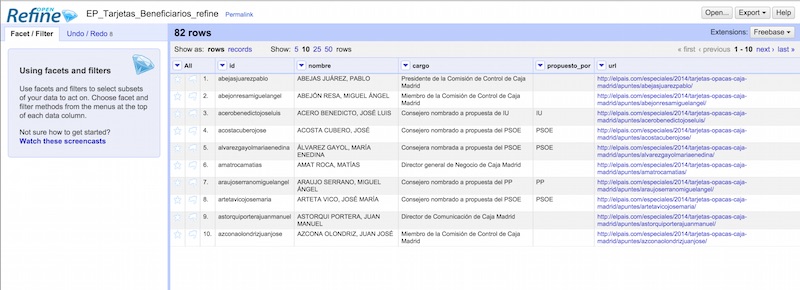 OPEN
Refine EP_Tarjetas_Beneficiarios_refine Permalink Open... Export Help
Facet / Filter Undo / Redo 8 82 rows Extensions: Freebase
Show as: rows records Show: 5 10 25 50 rows « first ‹ previous 1 - 10 next › last »
All id nombre cargo propuesto_por url
Using facets and filters
Use facets and filters to select subsets
of your data to act on. Choose facet and
filter methods from the menus at the top
of each data column.
Not sure how to get started?
Watch these screencasts
1. abejasjuarezpablo ABEJAS JUÁREZ, PABLO Presidente de la Comisión de Control de Caja http://elpais.com/especiales/2014/tarjetas-opacas-caja-
Madrid madrid/apuntes/abejasjuarezpablo/
2. abejonresamiguelangel ABEJÓN RESA, MIGUEL ÁNGEL Miembro de la Comisión de Control de Caja http://elpais.com/especiales/2014/tarjetas-opacas-caja-
Madrid madrid/apuntes/abejonresamiguelangel/
3. acerobenedictojoseluis ACERO BENEDICTO, JOSÉ LUIS Consejero nombrado a propuesta de IU IU http://elpais.com/especiales/2014/tarjetas-opacas-caja-
madrid/apuntes/acerobenedictojoseluis/
4. acostacuberojose ACOSTA CUBERO, JOSÉ Consejero nombrado a propuesta del PSOE PSOE http://elpais.com/especiales/2014/tarjetas-opacas-caja-
madrid/apuntes/acostacuberojose/
5. alvarezgayolmariaenedina ÁLVAREZ GAYOL, MARÍA Consejero nombrado a propuesta del PSOE PSOE http://elpais.com/especiales/2014/tarjetas-opacas-caja-
ENEDINA madrid/apuntes/alvarezgayolmariaenedina/
6. amatrocamatias AMAT ROCA, MATÍAS Director general de Negocio de Caja Madrid http://elpais.com/especiales/2014/tarjetas-opacas-caja-
madrid/apuntes/amatrocamatias/
7. araujoserranomiguelangel ARAUJO SERRANO, MIGUEL Consejero nombrado a propuesta del PP PP http://elpais.com/especiales/2014/tarjetas-opacas-caja-
ÁNGEL madrid/apuntes/araujoserranomiguelangel/
8. artetavicojosemaria ARTETA VICO, JOSÉ MARÍA Consejero nombrado a propuesta del PSOE PSOE http://elpais.com/especiales/2014/tarjetas-opacas-caja-
madrid/apuntes/artetavicojosemaria/
9. astorquiporterajuanmanuel ASTORQUI PORTERA, JUAN Director de Comunicación de Caja Madrid http://elpais.com/especiales/2014/tarjetas-opacas-caja-
MANUEL madrid/apuntes/astorquiporterajuanmanuel/
10. azconaolondrizjuanjose AZCONA OLONDRIZ, JUAN JOSÉ Miembro de la Comisión de Control de Caja http://elpais.com/especiales/2014/tarjetas-opacas-caja-
Madrid madrid/apuntes/azconaolondrizjuanjose/